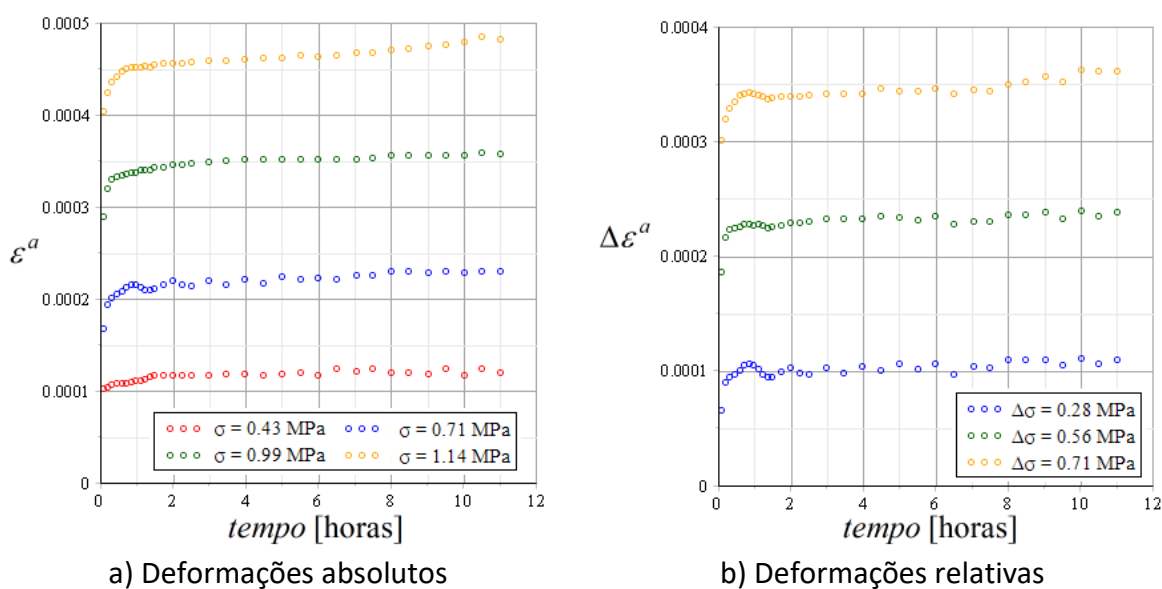 0.0005
0.0004
0.0003
0.0002
0.0001
0
εᵃ
0 2 4 6 8 10 12
tempo [horas]
σ = 0.43 MPa σ = 0.71 MPa
σ = 0.99 MPa σ = 1.14 MPa
a) Deformações absolutos
0.0004
0.0003
0.0002
0.0001
0
Δεᵃ
0 2 4 6 8 10 12
tempo [horas]
Δσ = 0.28 MPa
Δσ = 0.56 MPa
Δσ = 0.71 MPa
b) Deformações relativas